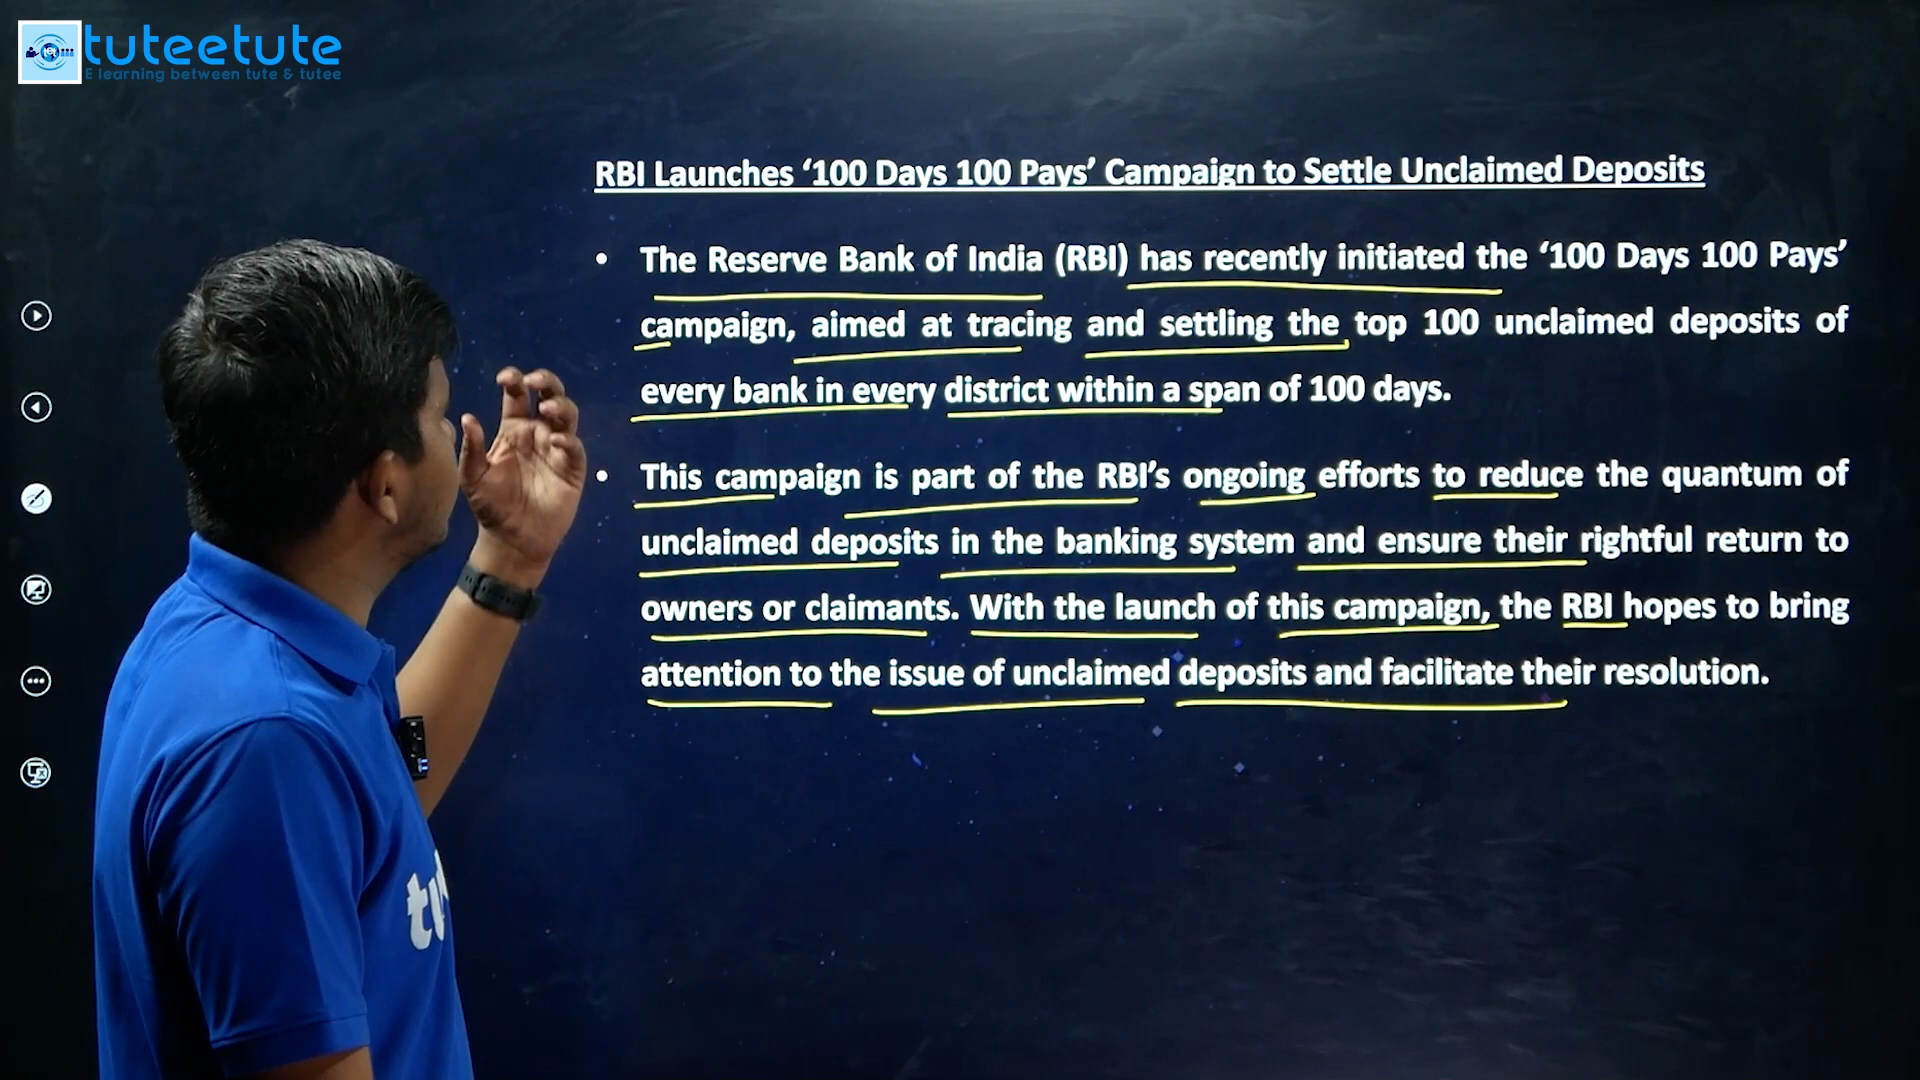 tuteetute
E learning between tute & tutee
RBI Launches ‘100 Days 100 Pays’ Campaign to Settle Unclaimed Deposits
• The Reserve Bank of India (RBI) has recently initiated the ‘100 Days 100 Pays’
campaign, aimed at tracing and settling the top 100 unclaimed deposits of
every bank in every district within a span of 100 days.
• This campaign is part of the RBI’s ongoing efforts to reduce the quantum of
unclaimed deposits in the banking system and ensure their rightful return to
owners or claimants. With the launch of this campaign, the RBI hopes to bring
attention to the issue of unclaimed deposits and facilitate their resolution.
tu